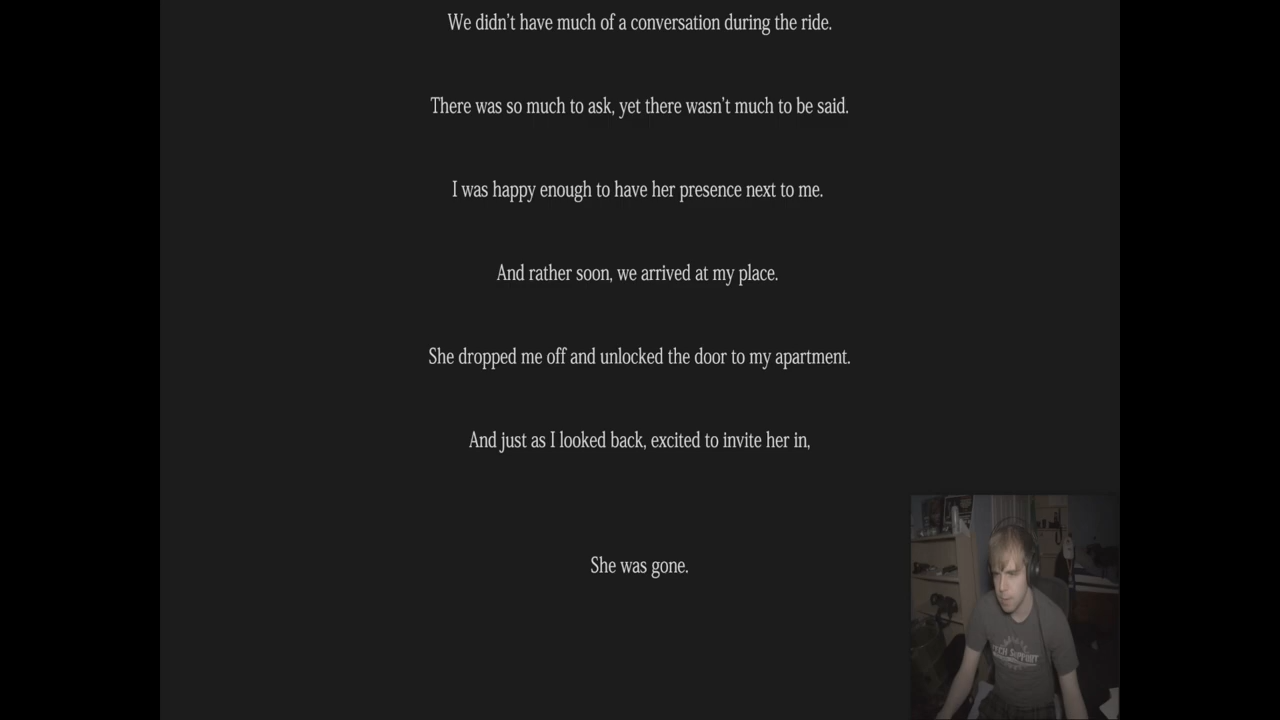 We didn't have much of a conversation during the ride.
There was so much to ask, yet there wasn't much to be said.
I was happy enough to have her presence next to me.
And rather soon, we arrived at my place.
She dropped me off and unlocked the door to my apartment.
And just as I looked back, excited to invite her in,
She was gone.
TECH SUPPORT